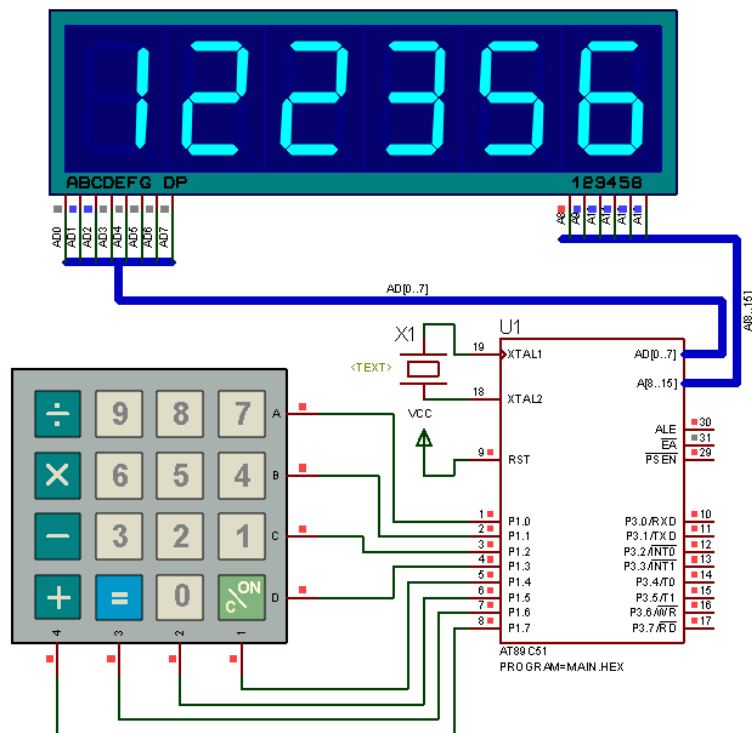 122356
ABCDEFG DP
123456
AD0
AD1
AD2
AD3
AD4
AD5
AD6
AD7
A8
A9
AD[0..7]
A[8..15]
X1
<TEXT>
VCC
U1
19 XTAL1
18 XTAL2
9 RST
1 P1.0
2 P1.1
3 P1.2
4 P1.3
5 P1.4
6 P1.5
7 P1.6
8 P1.7
AD[0..7]
A[8..15]
ALE 30
EA 31
PSEN 29
P3.0/RXD 10
P3.1/TXD 11
P3.2/INT0 12
P3.3/INT1 13
P3.4/T0 14
P3.5/T1 15
P3.6/WR 16
P3.7/RD 17
AT89C51
PROGRAM=MAIN.HEX
÷ 9 8 7 A
× 6 5 4 B
− 3 2 1 C
+ = 0 ON/C D
4 3 2 1